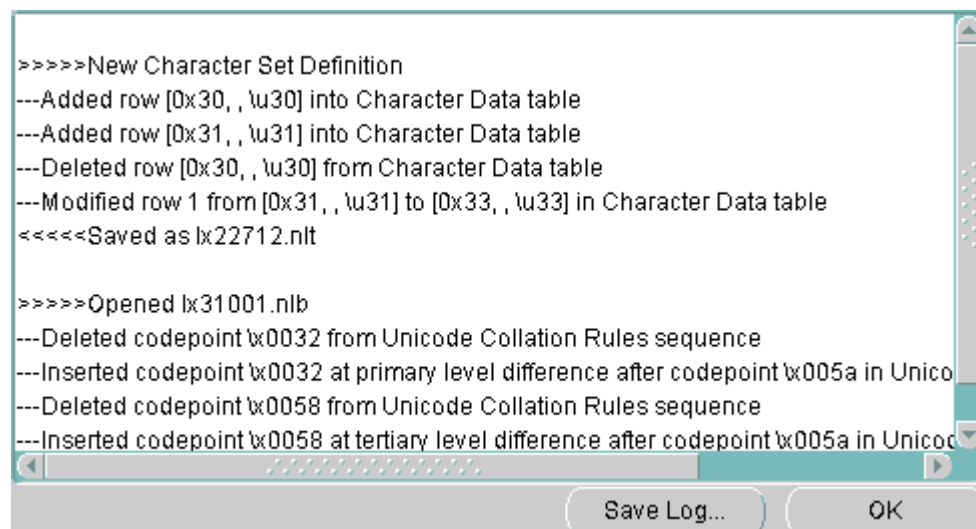 >>>>>New Character Set Definition
---Added row [0x30, , \u30] into Character Data table
---Added row [0x31, , \u31] into Character Data table
---Deleted row [0x30, , \u30] from Character Data table
---Modified row 1 from [0x31, , \u31] to [0x33, , \u33] in Character Data table
<<<<<Saved as lx22712.nlt
>>>>>Opened lx31001.nlb
---Deleted codepoint \x0032 from Unicode Collation Rules sequence
---Inserted codepoint \x0032 at primary level difference after codepoint \x005a in Unico
---Deleted codepoint \x0058 from Unicode Collation Rules sequence
---Inserted codepoint \x0058 at tertiary level difference after codepoint \x005a in Unicod
Save Log... OK